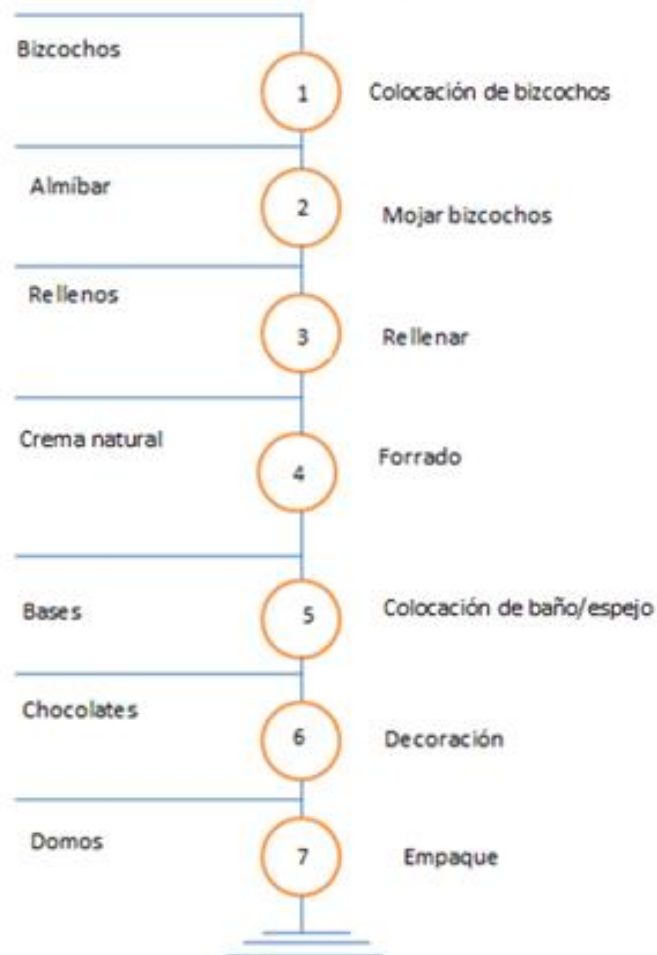 Bizcochos
1
Colocación de bizcochos
Almíbar
2
Mojar bizcochos
Rellenos
3
Rellenar
Crema natural
4
Forrado
Bases
5
Colocación de baño/espejo
Chocolates
6
Decoración
Domos
7
Empaque